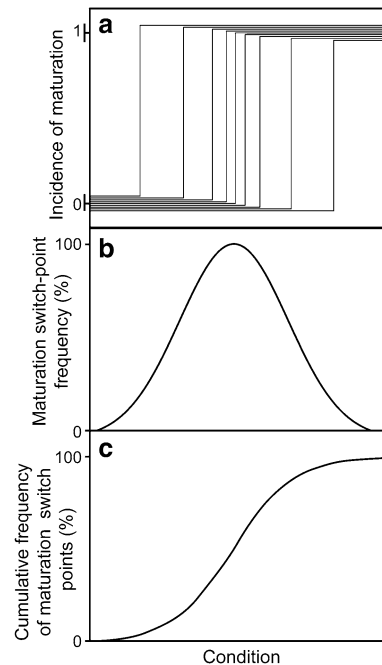 a
Incidence of maturation
1
0
b
Maturation switch-point
frequency (%)
100
0
c
Cumulative frequency
of maturation switch
points (%)
100
0
Condition